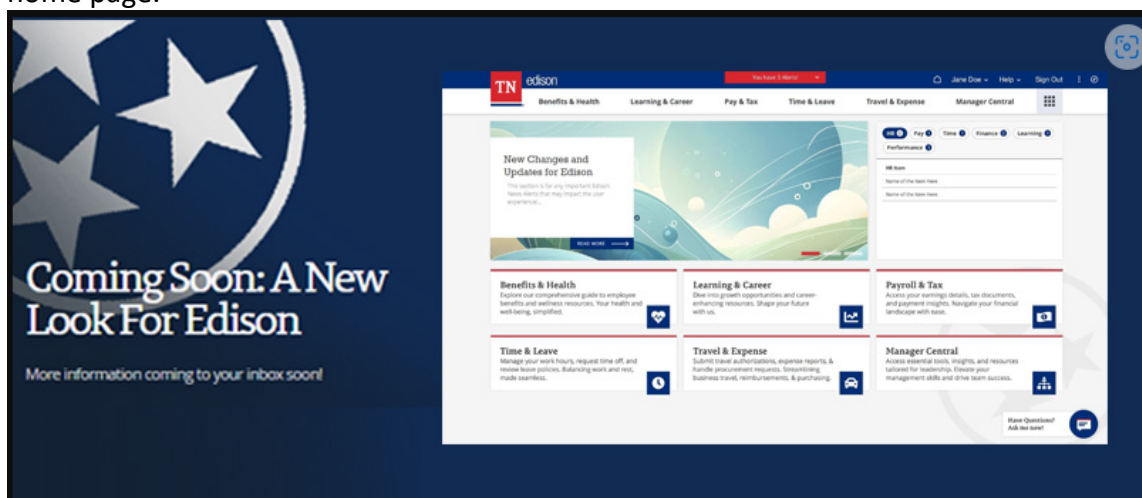 home page.
Coming Soon: A New
Look For Edison
More information coming to your inbox soon!
TN
edison
You have 5 Alerts!
Jane Doe
Help
Sign Out
Benefits & Health
Learning & Career
Pay & Tax
Time & Leave
Travel & Expense
Manager Central
New Changes and
Updates for Edison
This section is for any important Edison
News Alerts that may impact the user
experience!...
READ MORE
HR
Pay
Time
Finance
Learning
Performance
HR Item
Name of the Item Here
Name of the Item Here
Benefits & Health
Explore our comprehensive guide to employee
benefits and wellness resources. Your health and
well-being, simplified.
Learning & Career
Dive into growth opportunities and career-
enhancing resources. Shape your future
with us.
Payroll & Tax
Access your earnings details, tax documents,
and payment insights. Navigate your financial
landscape with ease.
Time & Leave
Manage your work hours, request time off, and
review leave policies. Balancing work and rest,
made seamless.
Travel & Expense
Submit travel authorizations, expense reports, &
handle procurement requests. Streamlining
business travel, reimbursements, & purchasing.
Manager Central
Access essential tools, insights, and resources
tailored for leadership. Elevate your
management skills and drive team success.
Have Questions?
Ask me now!